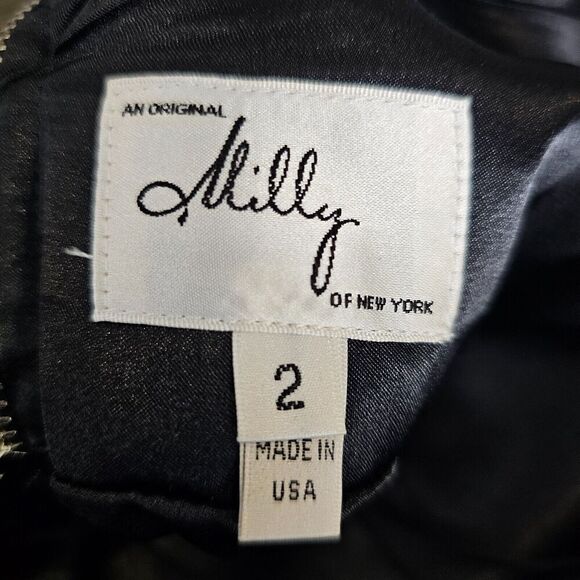 AN ORIGINAL
Milly
OF NEW YORK
2
MADE IN
USA